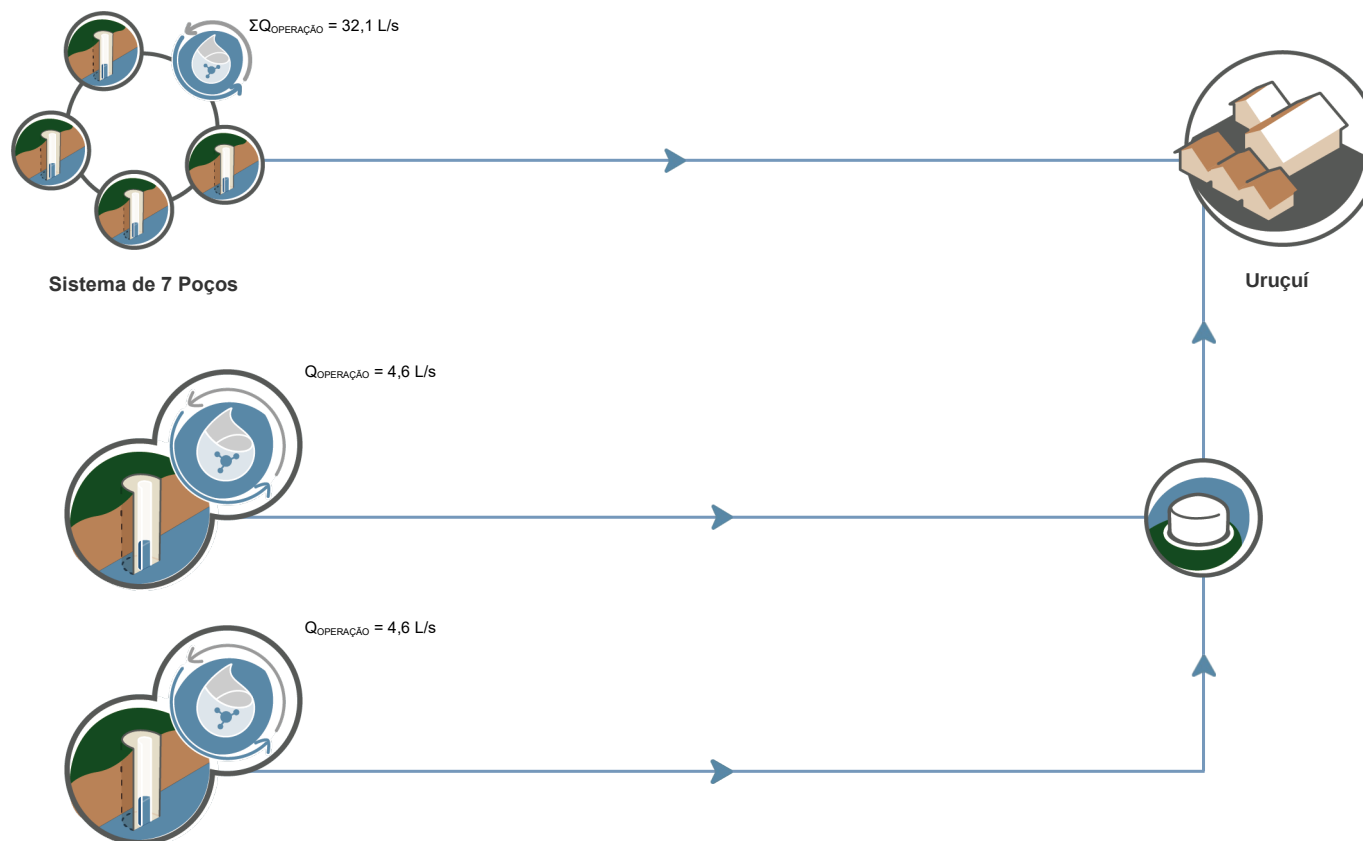 ΣQOPERAÇÃO = 32,1 L/s
Sistema de 7 Poços
Uruçuí
QOPERAÇÃO = 4,6 L/s
QOPERAÇÃO = 4,6 L/s